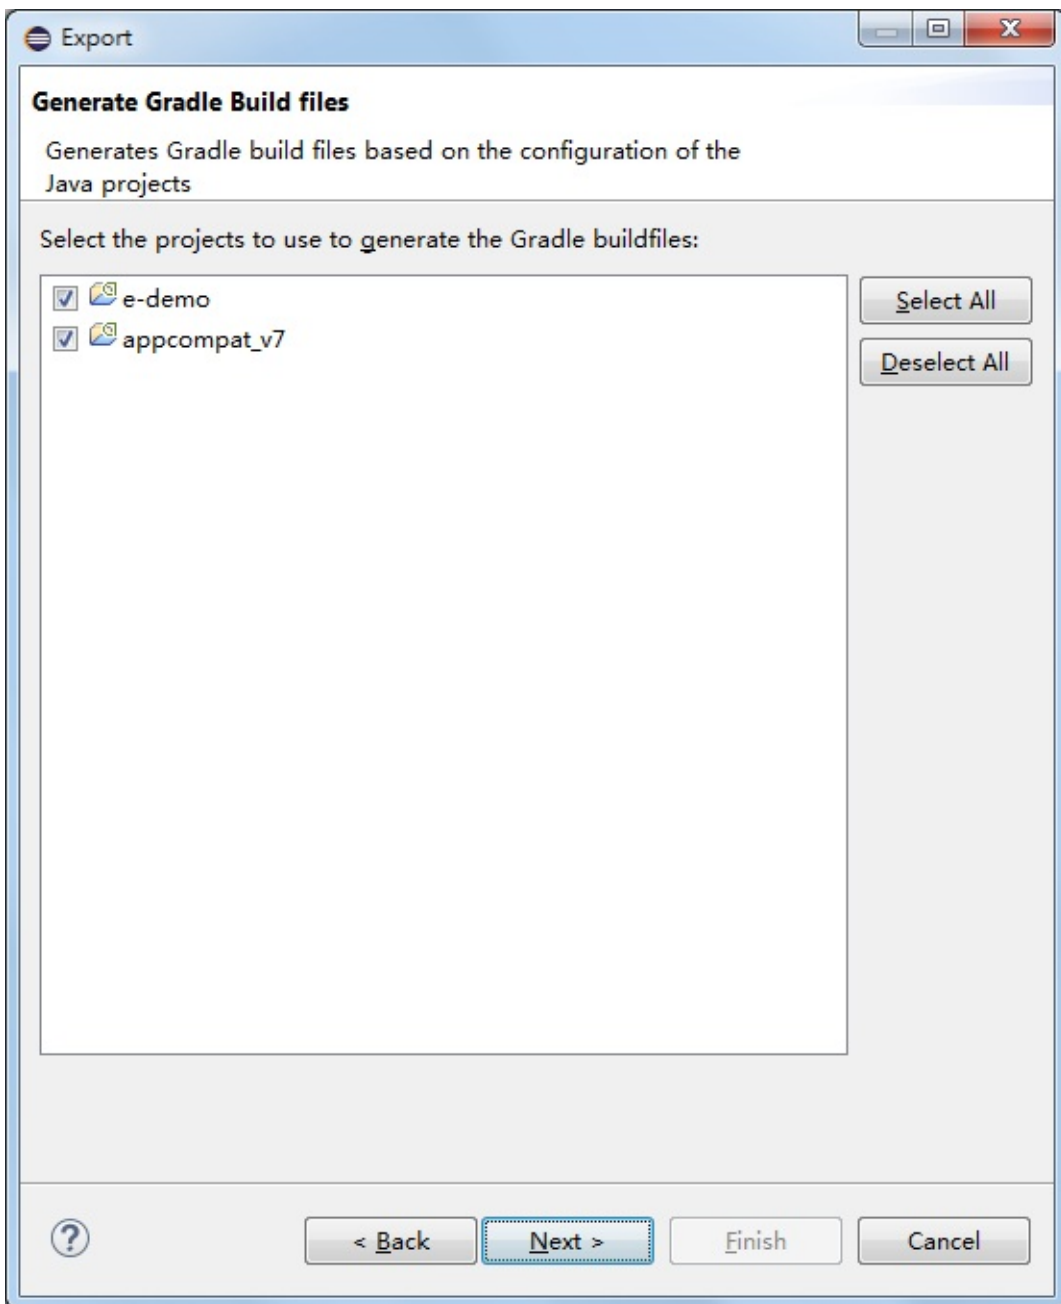 Export
Generate Gradle Build files
Generates Gradle build files based on the configuration of the
Java projects
Select the projects to use to generate the Gradle buildfiles:
e-demo
appcompat_v7
Select All
Deselect All
?
< Back
Next >
Finish
Cancel